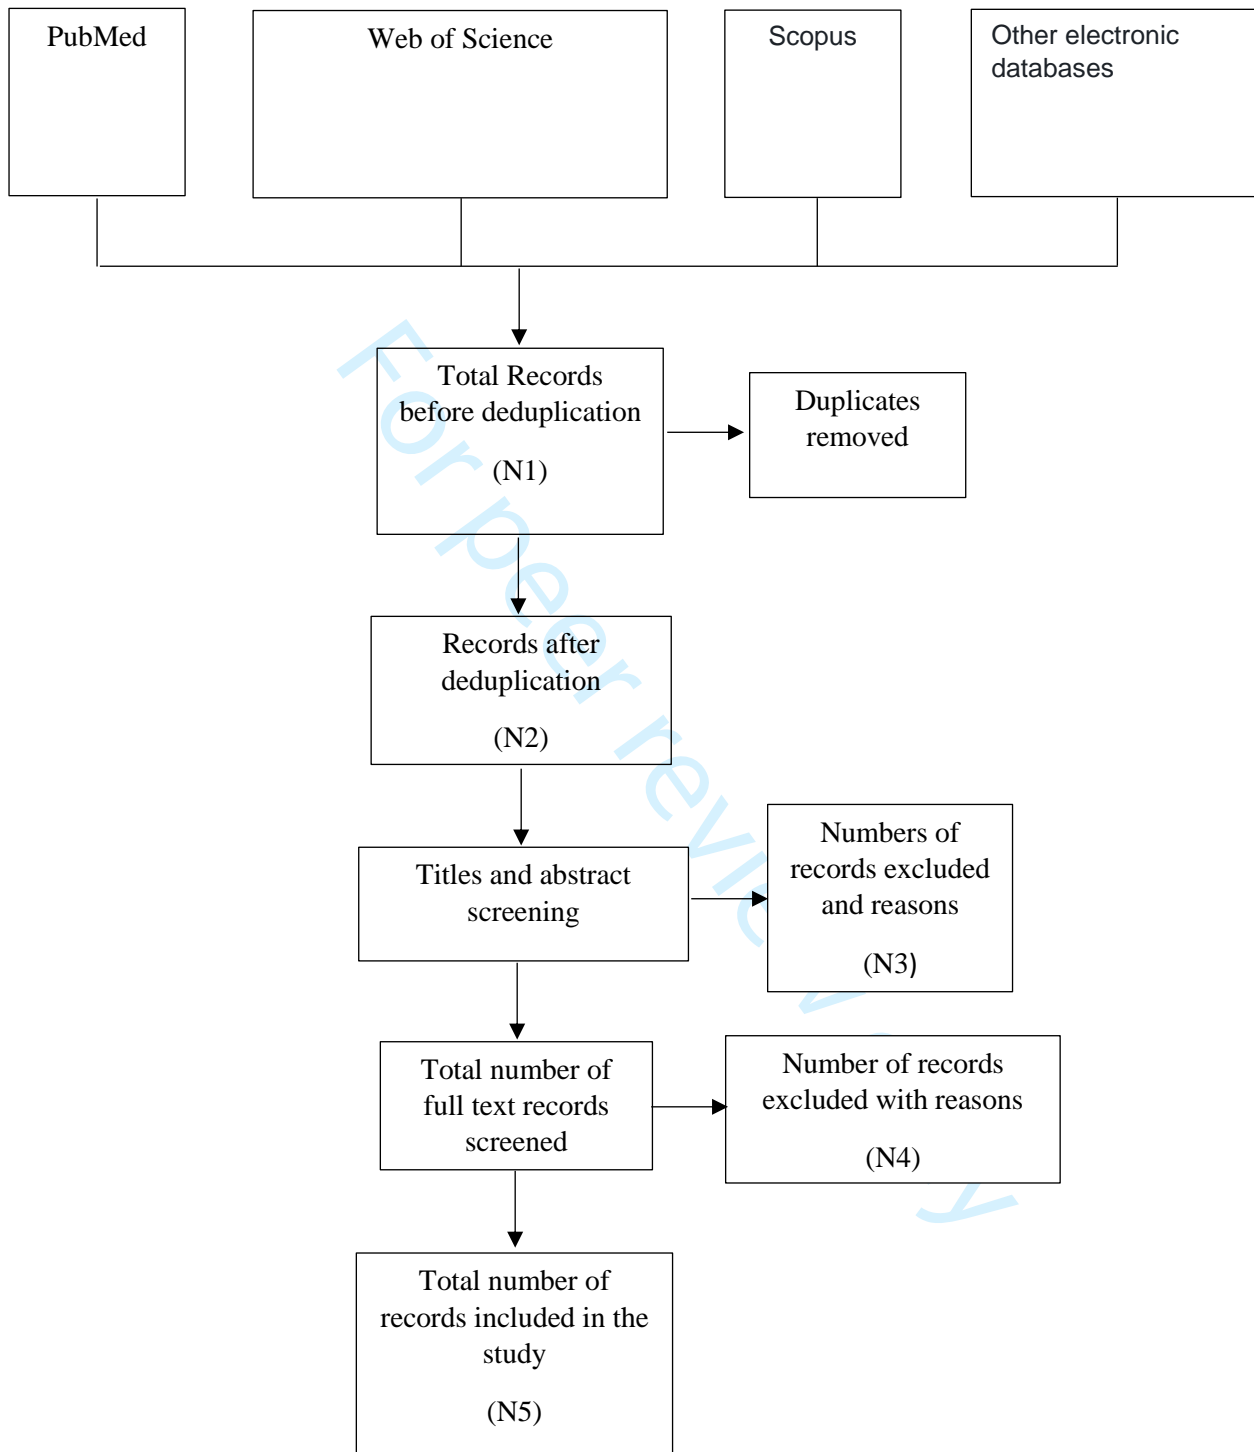 PubMed
Web of Science
Scopus
Other electronic
databases
Total Records
before deduplication
(N1)
Duplicates
removed
Records after
deduplication
(N2)
Titles and abstract
screening
Numbers of
records excluded
and reasons
(N3)
Total number of
full text records
screened
Number of records
excluded with reasons
(N4)
Total number of
records included in the
study
(N5)
For peer review